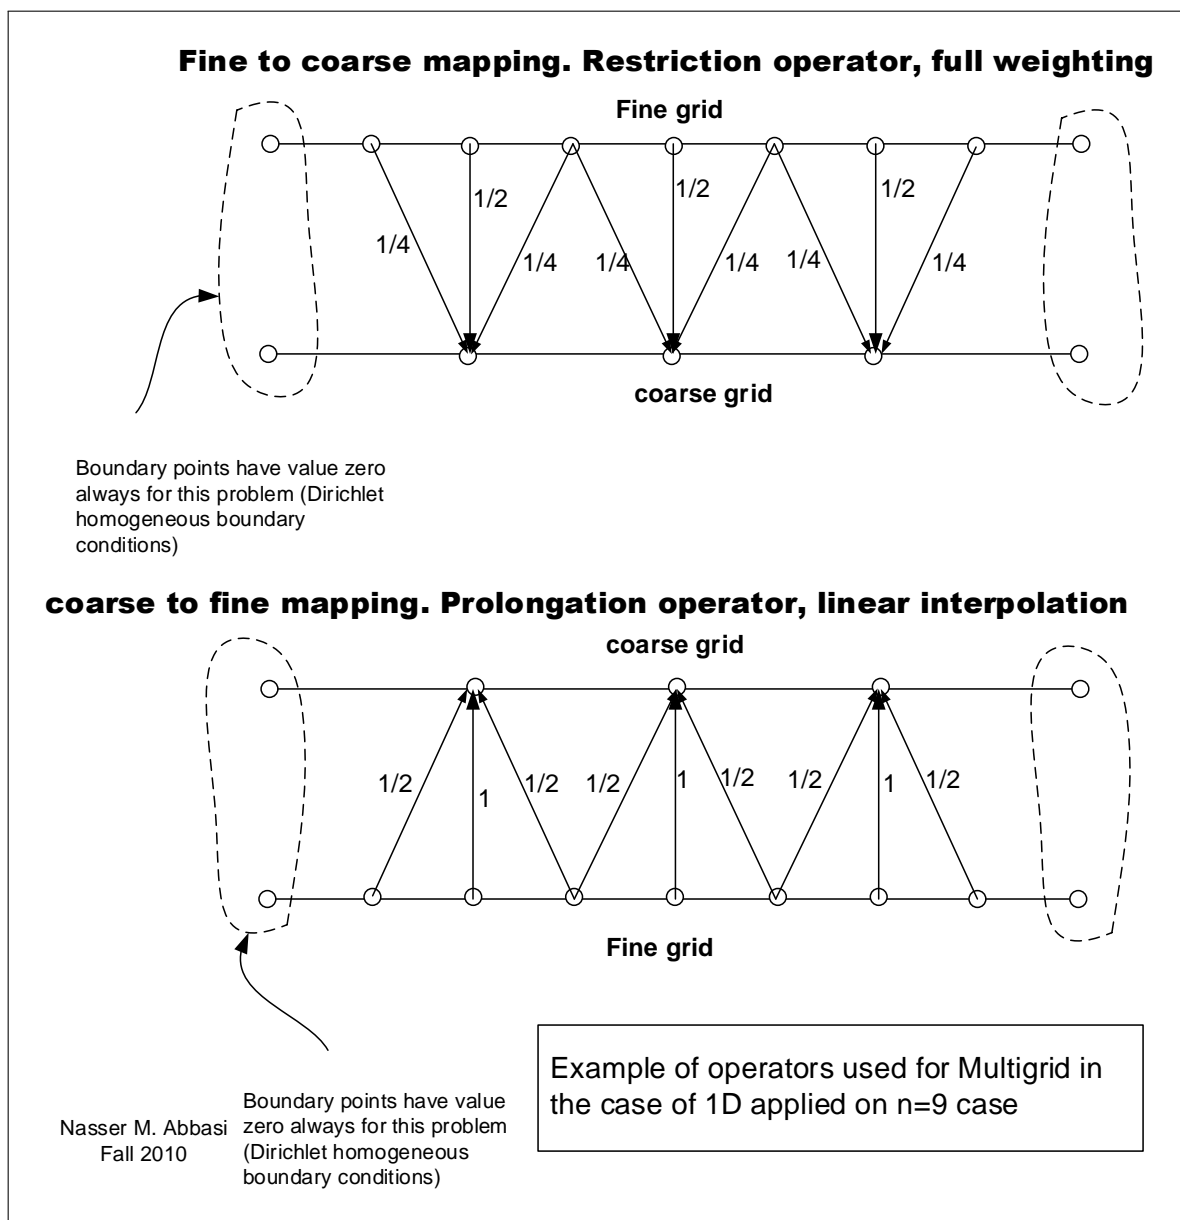 Fine to coarse mapping. Restriction operator, full weighting
Fine grid
1/2
1/2
1/2
1/4
1/4
1/4
1/4
1/4
1/4
coarse grid
Boundary points have value zero
always for this problem (Dirichlet
homogeneous boundary
conditions)
coarse to fine mapping. Prolongation operator, linear interpolation
coarse grid
1/2
1
1/2
1/2
1
1/2
1/2
1
1/2
Fine grid
Example of operators used for Multigrid in
the case of 1D applied on n=9 case
Boundary points have value
zero always for this problem
(Dirichlet homogeneous
boundary conditions)
Nasser M. Abbasi
Fall 2010